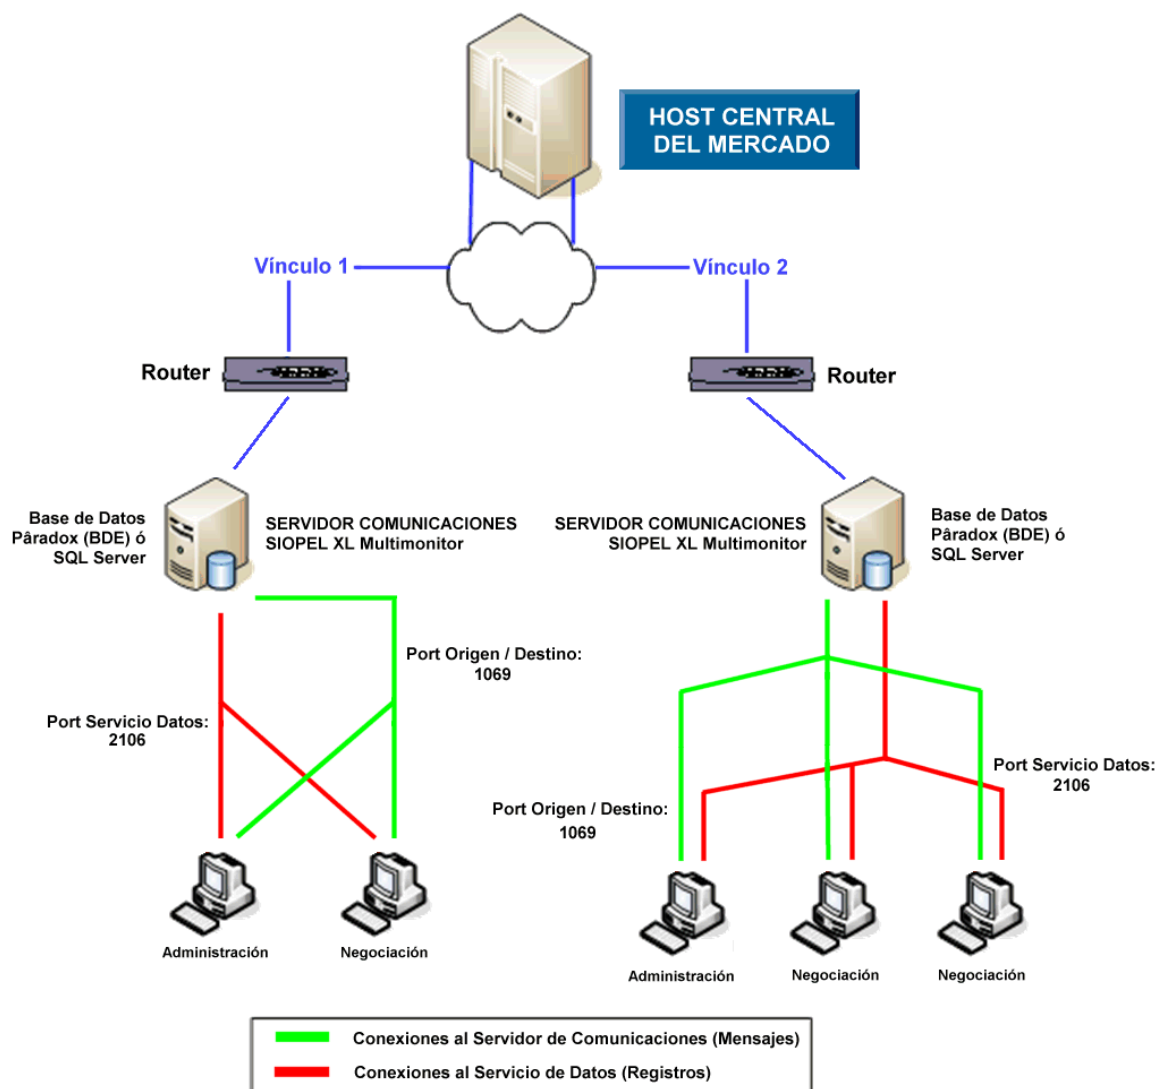 HOST CENTRAL
DEL MERCADO
Vínculo 1
Vínculo 2
Router
Router
Base de Datos
Pâradox (BDE) ó
SQL Server
SERVIDOR COMUNICACIONES
SIOPEL XL Multimonitor
SERVIDOR COMUNICACIONES
SIOPEL XL Multimonitor
Base de Datos
Pâradox (BDE) ó
SQL Server
Port Origen / Destino:
1069
Port Servicio Datos:
2106
Port Servicio Datos:
2106
Port Origen / Destino:
1069
Administración
Negociación
Administración
Negociación
Negociación
Conexiones al Servidor de Comunicaciones (Mensajes)
Conexiones al Servicio de Datos (Registros)